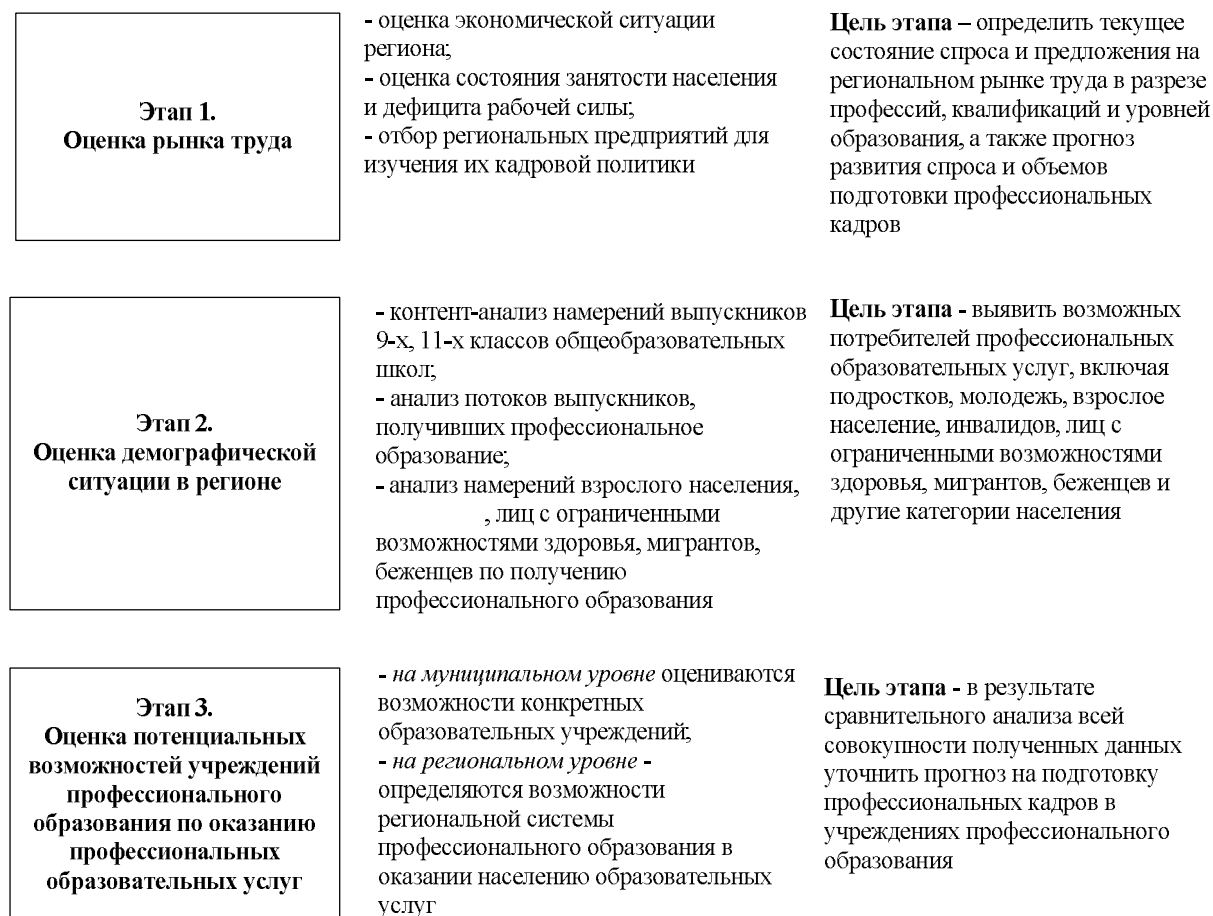 Этап 1.
Оценка рынка труда
- оценка экономической ситуации
региона;
- оценка состояния занятости населения
и дефицита рабочей силы;
- отбор региональных предприятий для
изучения их кадровой политики
Цель этапа – определить текущее
состояние спроса и предложения на
региональном рынке труда в разрезе
профессий, квалификаций и уровней
образования, а также прогноз
развития спроса и объемов
подготовки профессиональных
кадров
Этап 2.
Оценка демографической
ситуации в регионе
- контент-анализ намерений выпускников
9-х, 11-х классов общеобразовательных
школ;
- анализ потоков выпускников,
получивших профессиональное
образование;
- анализ намерений взрослого населения,
, лиц с ограниченными
возможностями здоровья, мигрантов,
беженцев по получению
профессионального образования
Цель этапа - выявить возможных
потребителей профессиональных
образовательных услуг, включая
подростков, молодежь, взрослое
население, инвалидов, лиц с
ограниченными возможностями
здоровья, мигрантов, беженцев и
другие категории населения
Этап 3.
Оценка потенциальных
возможностей учреждений
профессионального
образования по оказанию
профессиональных
образовательных услуг
- на муниципальном уровне оцениваются
возможности конкретных
образовательных учреждений;
- на региональном уровне -
определяются возможности
региональной системы
профессионального образования в
оказании населению образовательных
услуг
Цель этапа - в результате
сравнительного анализа всей
совокупности полученных данных
уточнить прогноз на подготовку
профессиональных кадров в
учреждениях профессионального
образования